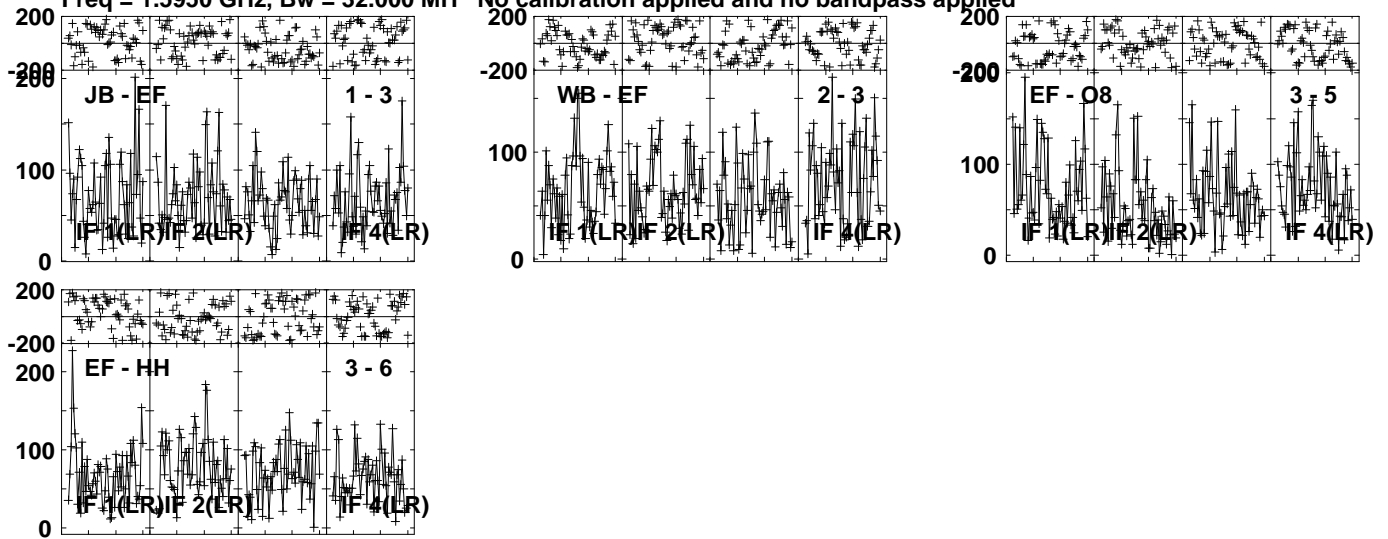 Freq = 1.5950 GHz, Bw = 32.000 MH No calibration applied and no bandpass applied
200 200 200
-200 -200 -200
200 200
JB - EF 1 - 3 WB - EF 2 - 3 EF - O8 3 - 5
100 100 100
IF 1(LR) IF 2(LR) IF 4(LR) IF 1(LR) IF 2(LR) IF 4(LR) IF 1(LR) IF 2(LR) IF 4(LR)
0 0 0
200
-200
200 EF - HH 3 - 6
100
IF 1(LR) IF 2(LR) IF 4(LR)
0